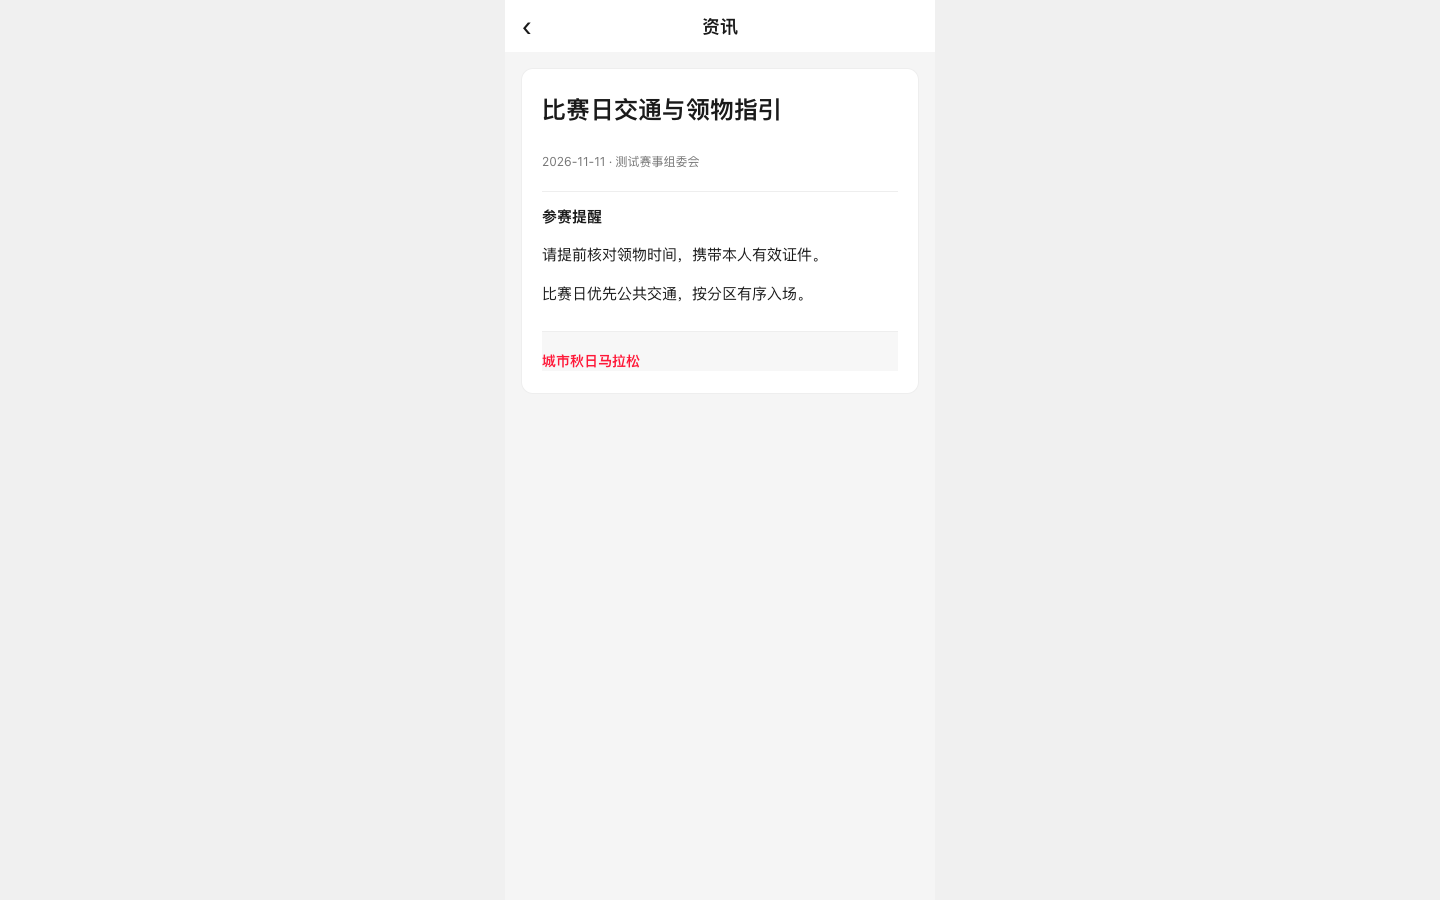 ‹
资讯
比赛日交通与领物指引
2026-11-11 · 测试赛事组委会
参赛提醒
请提前核对领物时间，携带本人有效证件。
比赛日优先公共交通，按分区有序入场。
城市秋日马拉松